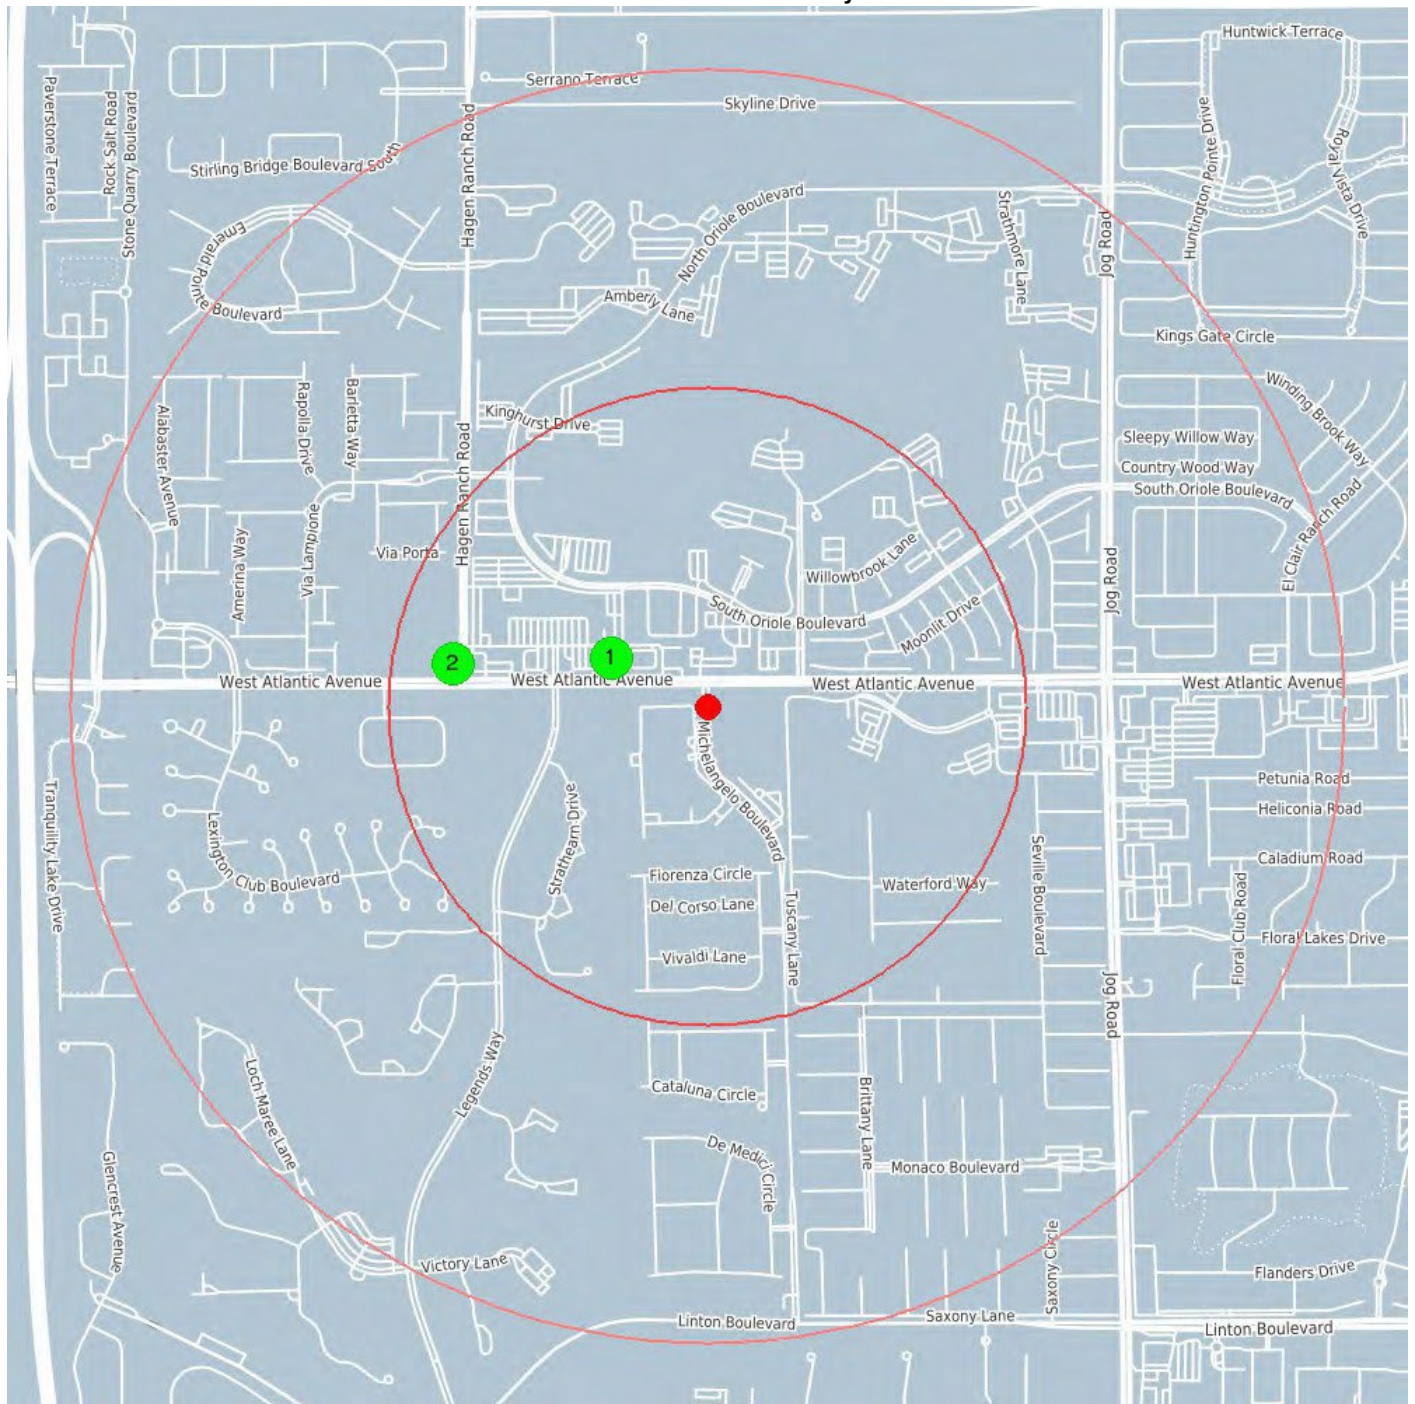 Huntwick Terrace
Serrano Terrace
Skyline Drive
Paverstone Terrace
Rock Salt Road
Stone Quarry Boulevard
Hagen Ranch Road
Stirling Bridge Boulevard South
Huntington Pointe Drive
Royal Vista Drive
North Oriole Boulevard
Strathmore Lane
Hagen Ranch Road
Jog Road
Emerald Pointe Boulevard
Amberly Lane
Kings Gate Circle
Winding Brook Way
Alabaster Avenue
Rapolla Drive
Barletta Way
Kinghurst Drive
Sleepy Willow Way
Country Wood Way
South Oriole Boulevard
Hagen Ranch Road
El Clair Ranch Road
Amerina Way
Via Lampione
Via Porta
Willowbrook Lane
Jog Road
South Oriole Boulevard
Moonlit Drive
2
1
West Atlantic Avenue
West Atlantic Avenue
West Atlantic Avenue
West Atlantic Avenue
Michelangelo Boulevard
Petunia Road
Heliconia Road
Tranquility Lake Drive
Lexington Club Boulevard
Strathearn Drive
Caladium Road
Fiorenza Circle
Waterford Way
Seville Boulevard
Del Corso Lane
Tuscany Lane
Floral Club Road
Floral Lakes Drive
Vivaldi Lane
Jog Road
Legends Way
Loch Maree Lane
Cataluna Circle
Brittany Lane
Glencrest Avenue
De Medici Circle
Monaco Boulevard
Saxony Circle
Victory Lane
Flanders Drive
Linton Boulevard
Saxony Lane
Linton Boulevard